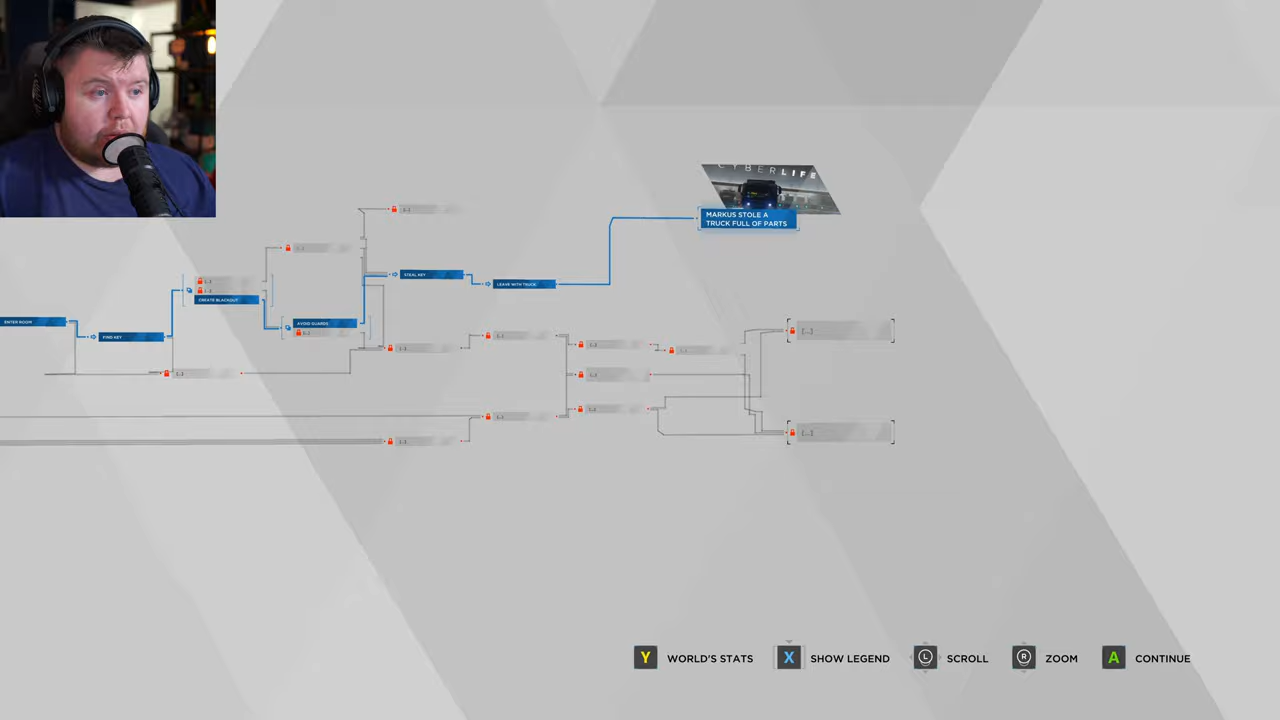 CYBERLIFE
MARKUS STOLE A
TRUCK FULL OF PARTS
[...]
[...]
STEAL KEY
LEAVE WITH TRUCK
[...]
[...]
CREATE BLACKOUT
ENTER ROOM
AVOID GUARDS
[...]
FIND KEY
[...]
[...]
[...]
[...]
[...]
[...]
[...]
[...]
[...]
[...]
[...]
Y WORLD'S STATS
X SHOW LEGEND
L SCROLL
R ZOOM
A CONTINUE